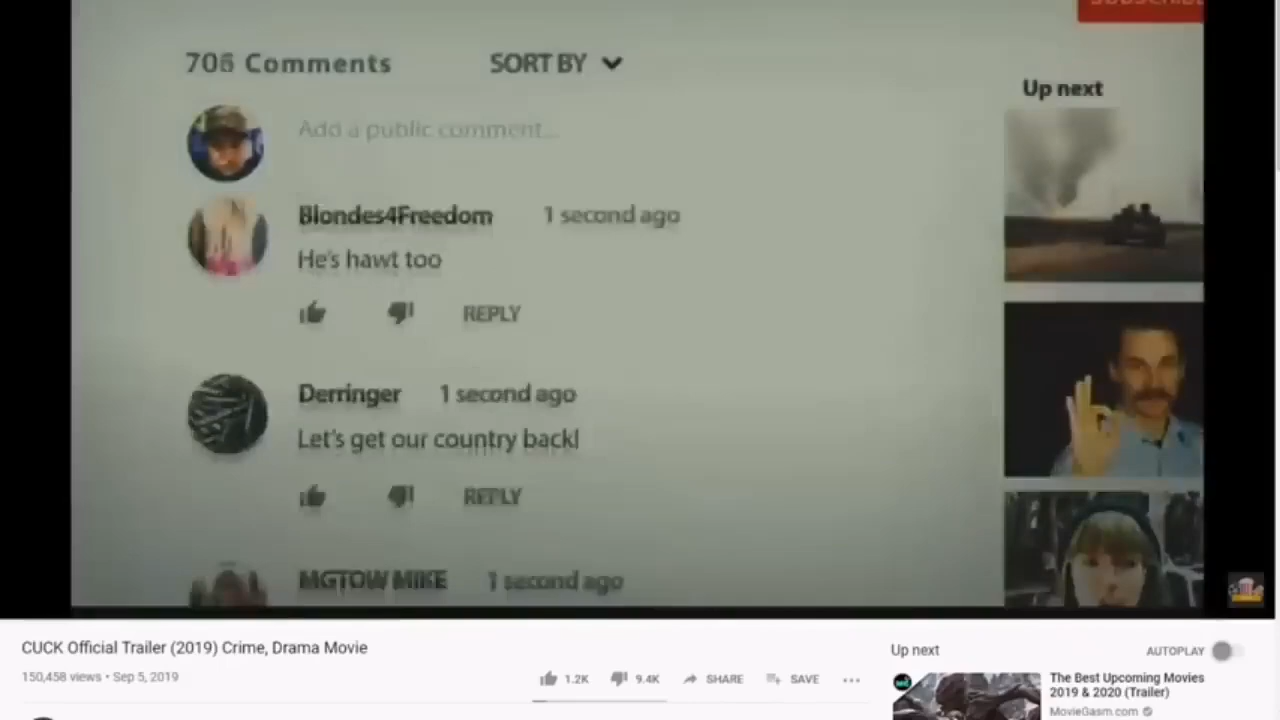 SUBSCRIBE
706 Comments SORT BY
Up next
Add a public comment...
Blondes4Freedom 1 second ago
He's hawt too
REPLY
Derringer 1 second ago
Let's get our country back!
REPLY
MGTOW MIKE 1 second ago
CUCK Official Trailer (2019) Crime, Drama Movie
150,458 views • Sep 5, 2019
1.2K 9.4K SHARE SAVE
Up next AUTOPLAY
The Best Upcoming Movies
2019 & 2020 (Trailer)
MovieGasm.com